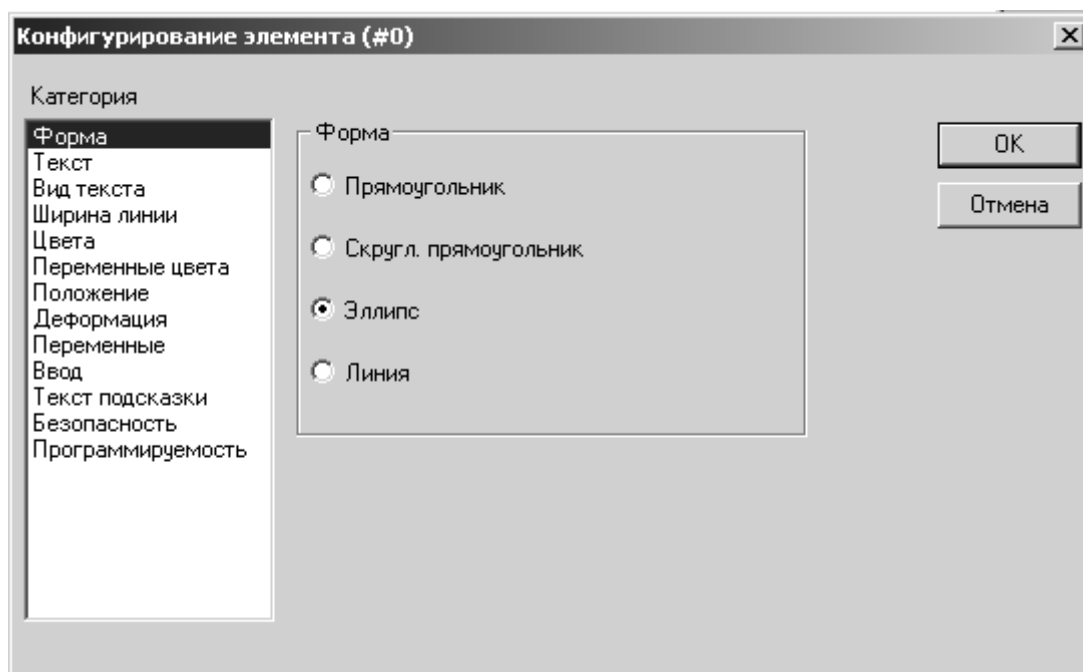 Конфигурирование элемента (#0)
Категория
Форма
Текст
Вид текста
Ширина линии
Цвета
Переменные цвета
Положение
Деформация
Переменные
Ввод
Текст подсказки
Безопасность
Программируемость
Форма
Прямоугольник
Скругл. прямоугольник
Эллипс
Линия
OK
Отмена